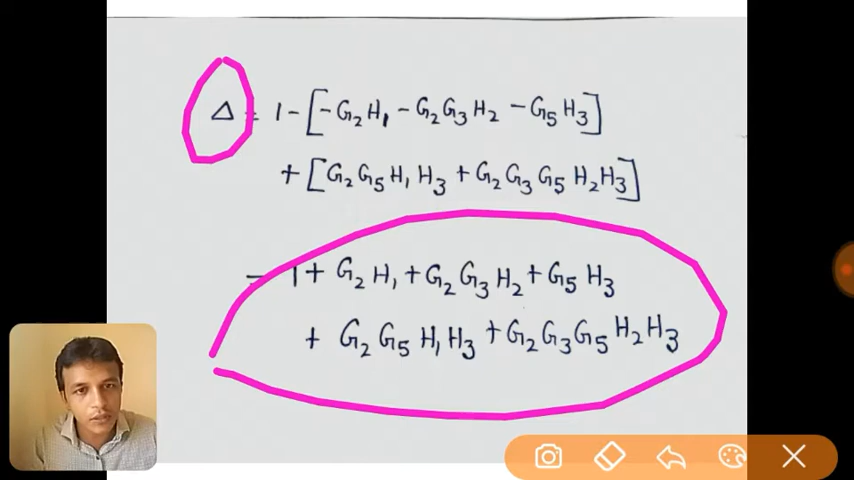 Δ = 1 - [-G₂H₁ - G₂G₃H₂ - G₅H₃]
+ [G₂G₅H₁H₃ + G₂G₃G₅H₂H₃]
= 1 + G₂H₁ + G₂G₃H₂ + G₅H₃
+ G₂G₅H₁H₃ + G₂G₃G₅H₂H₃